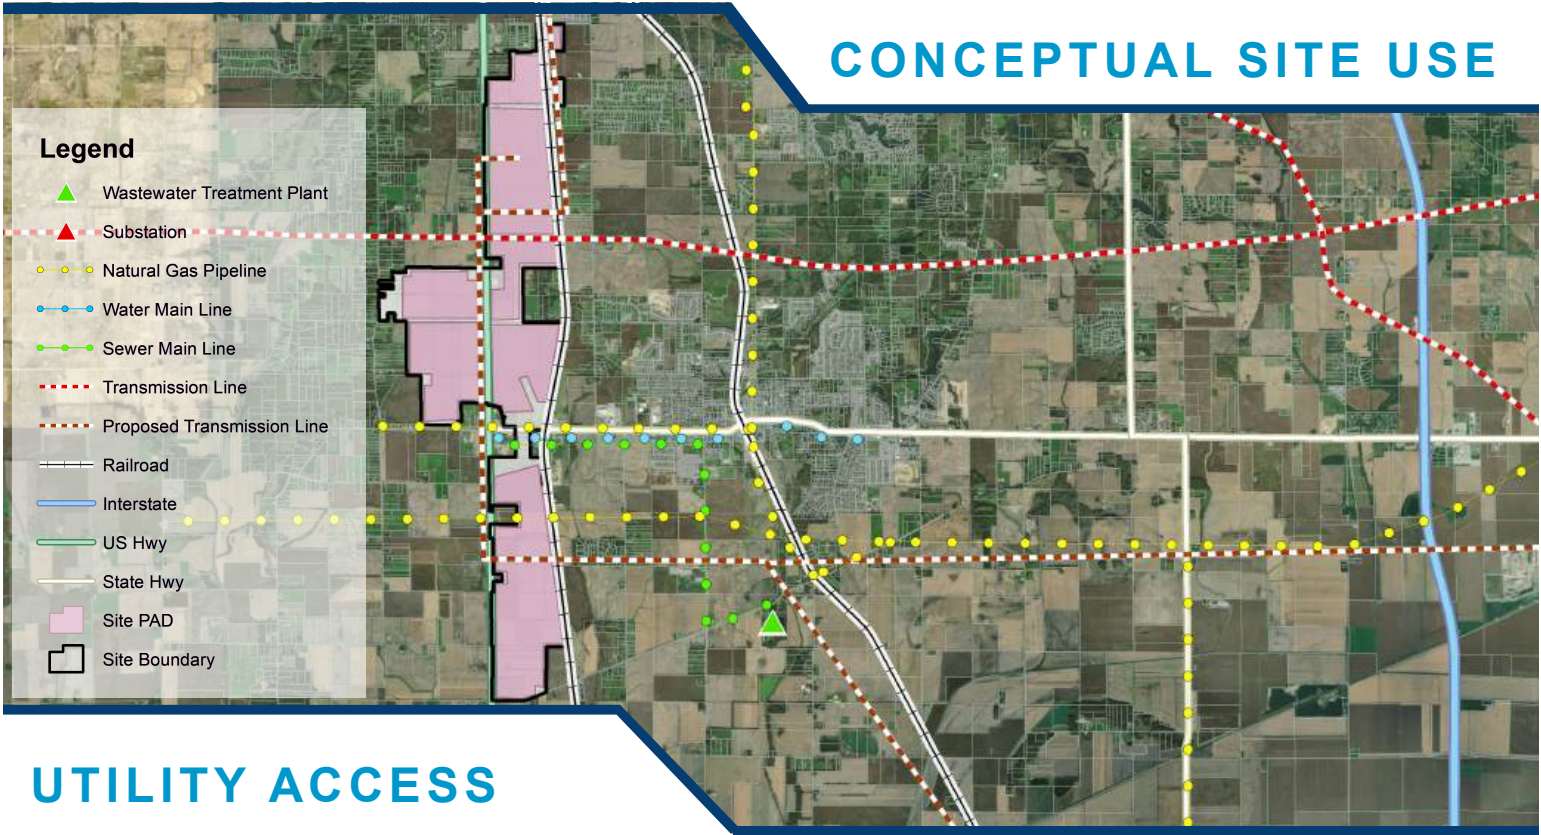 CONCEPTUAL SITE USE
Legend
Wastewater Treatment Plant
Substation
Natural Gas Pipeline
Water Main Line
Sewer Main Line
Transmission Line
Proposed Transmission Line
Railroad
Interstate
US Hwy
State Hwy
Site PAD
Site Boundary
UTILITY ACCESS